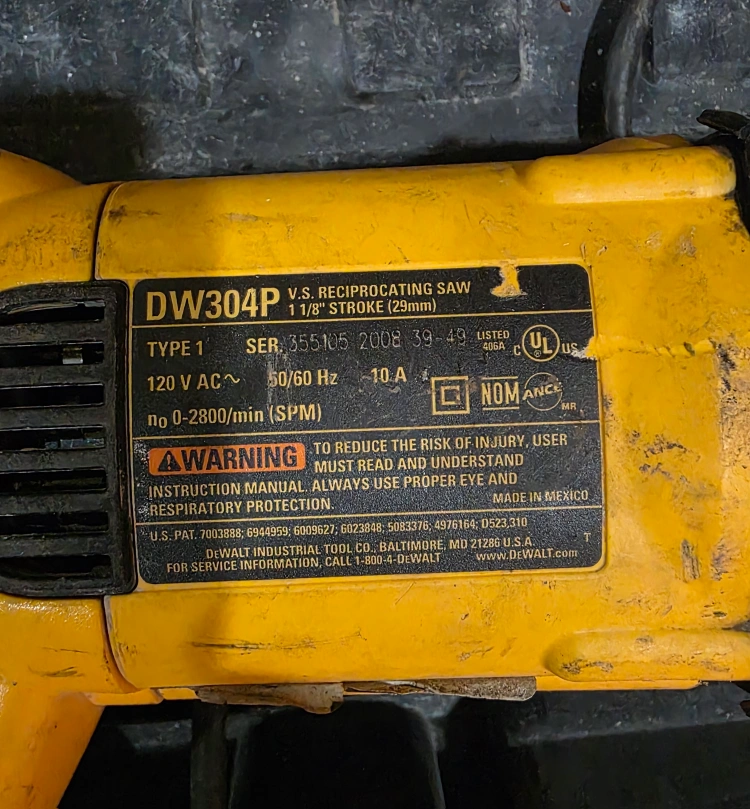 DW304P V.S. RECIPROCATING SAW
1 1/8" STROKE (29mm)
TYPE 1 SER. 355105 2008 39-49 LISTED 406A C UL US
120 V AC~ 50/60 Hz 10 A NOM ANCE MR
n0 0-2800/min (SPM)
WARNING TO REDUCE THE RISK OF INJURY, USER
MUST READ AND UNDERSTAND
INSTRUCTION MANUAL. ALWAYS USE PROPER EYE AND
RESPIRATORY PROTECTION. MADE IN MEXICO
U.S. PAT. 7003888; 6944959; 6009627; 6023848; 5083376; 4976164; D523,310
T
DEWALT INDUSTRIAL TOOL CO., BALTIMORE, MD 21286 U.S.A.
FOR SERVICE INFORMATION, CALL 1-800-4-DEWALT www.DEWALT.com